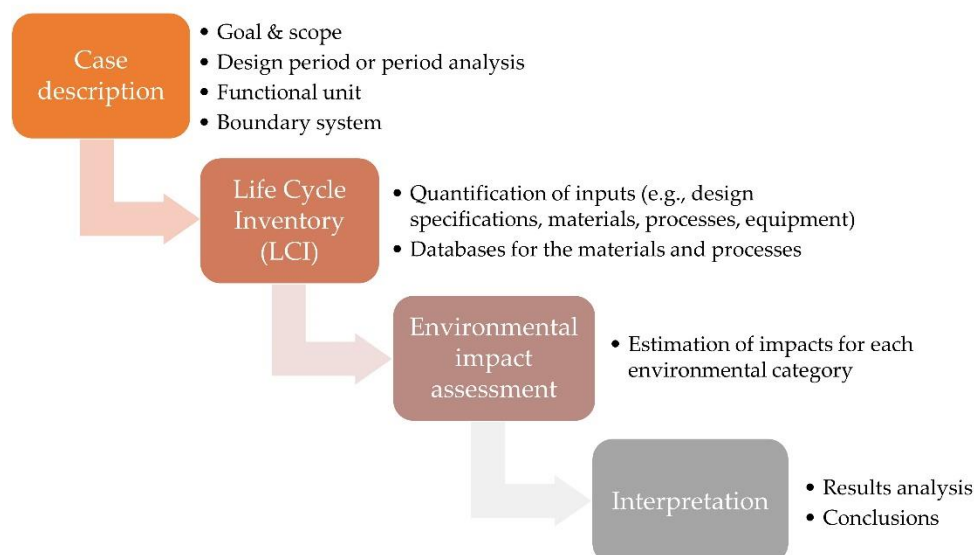 Case
description
• Goal & scope
• Design period or period analysis
• Functional unit
• Boundary system
Life Cycle
Inventory
(LCI)
• Quantification of inputs (e.g., design
specifications, materials, processes, equipment)
• Databases for the materials and processes
Environmental
impact
assessment
• Estimation of impacts for each
environmental category
Interpretation
• Results analysis
• Conclusions